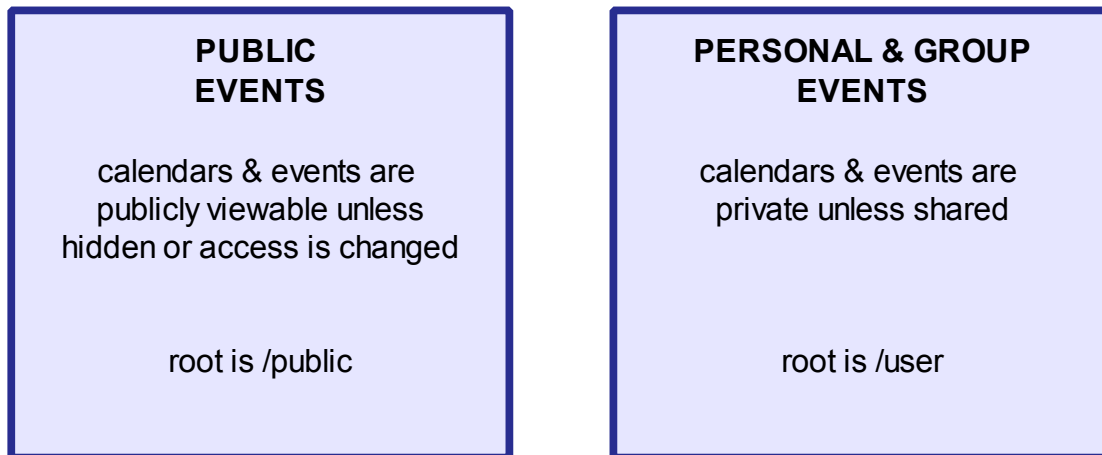 PUBLIC
EVENTS
calendars & events are
publicly viewable unless
hidden or access is changed
root is /public
PERSONAL & GROUP
EVENTS
calendars & events are
private unless shared
root is /user